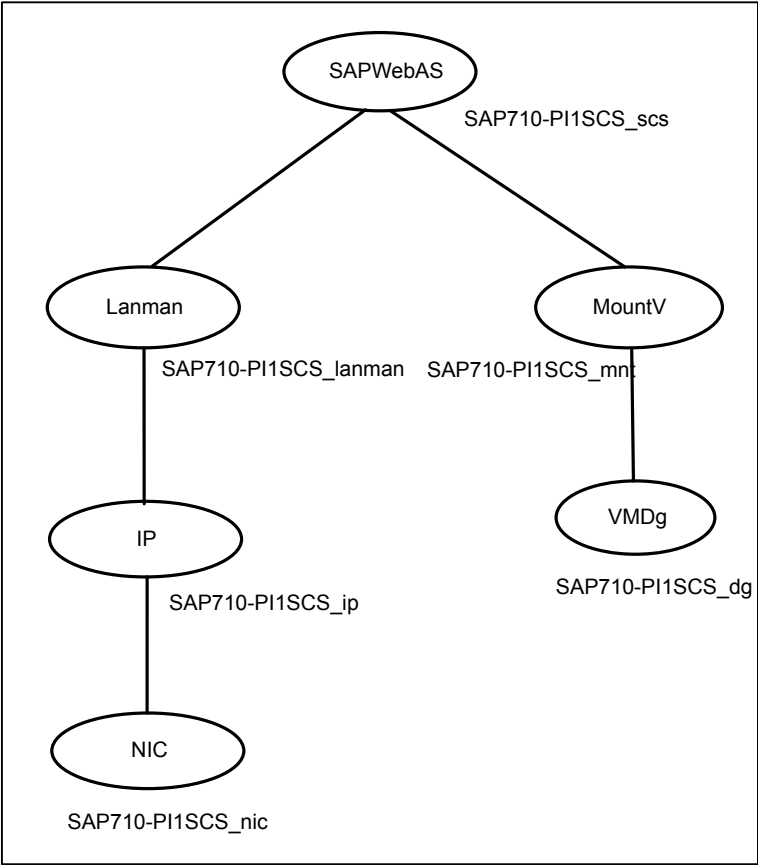 SAPWebAS
SAP710-PI1SCS_scs
Lanman
MountV
SAP710-PI1SCS_lanman
SAP710-PI1SCS_mnt
IP
VMDg
SAP710-PI1SCS_ip
SAP710-PI1SCS_dg
NIC
SAP710-PI1SCS_nic